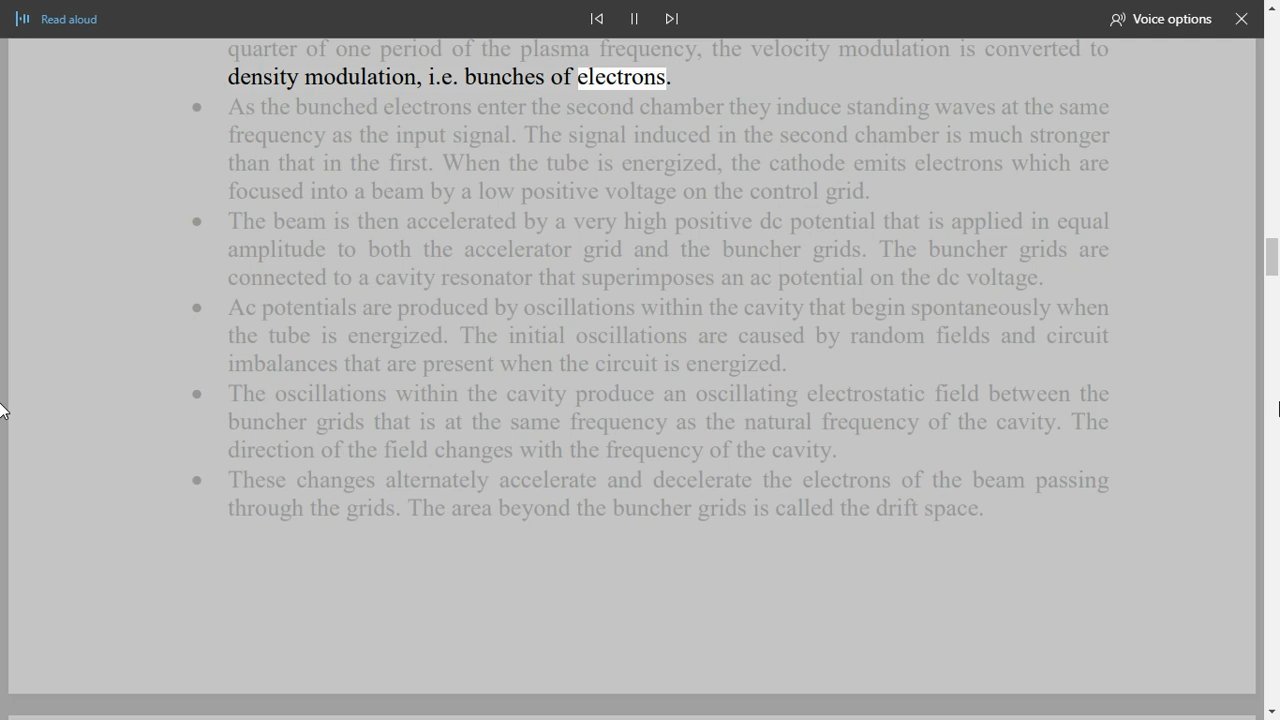 Read aloud
Voice options
quarter of one period of the plasma frequency, the velocity modulation is converted to
density modulation, i.e. bunches of electrons.
• As the bunched electrons enter the second chamber they induce standing waves at the same
frequency as the input signal. The signal induced in the second chamber is much stronger
than that in the first. When the tube is energized, the cathode emits electrons which are
focused into a beam by a low positive voltage on the control grid.
• The beam is then accelerated by a very high positive dc potential that is applied in equal
amplitude to both the accelerator grid and the buncher grids. The buncher grids are
connected to a cavity resonator that superimposes an ac potential on the dc voltage.
• Ac potentials are produced by oscillations within the cavity that begin spontaneously when
the tube is energized. The initial oscillations are caused by random fields and circuit
imbalances that are present when the circuit is energized.
• The oscillations within the cavity produce an oscillating electrostatic field between the
buncher grids that is at the same frequency as the natural frequency of the cavity. The
direction of the field changes with the frequency of the cavity.
• These changes alternately accelerate and decelerate the electrons of the beam passing
through the grids. The area beyond the buncher grids is called the drift space.